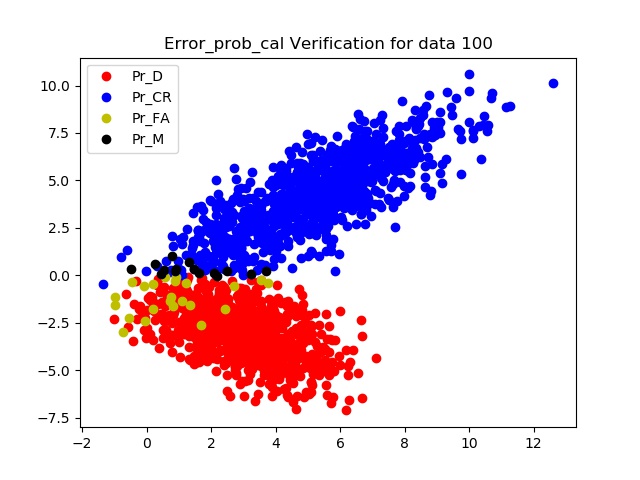 Error_prob_cal Verification for data 100
Pr_D
Pr_CR
Pr_FA
Pr_M
10.0
7.5
5.0
2.5
0.0
−2.5
−5.0
−7.5
−2 0 2 4 6 8 10 12